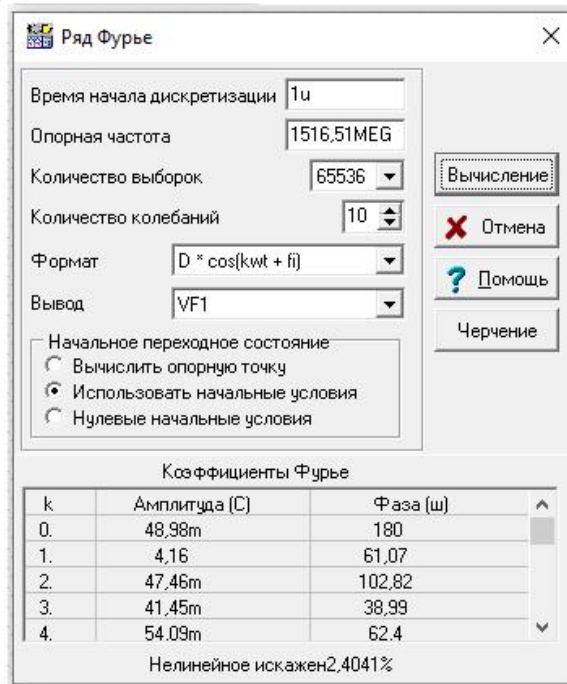 Ряд Фурье
Время начала дискретизации 1u
Опорная частота 1516,51MEG
Количество выборок 65536
Количество колебаний 10
Формат D * cos(kwt + fi)
Вывод VF1
Начальное переходное состояние
Вычислить опорную точку
Использовать начальные условия
Нулевые начальные условия
Вычисление
Отмена
Помощь
Черчение
Коэффициенты Фурье
k Амплитуда (С) Фаза (ш)
0. 48,98m 180
1. 4,16 61,07
2. 47,46m 102,82
3. 41,45m 38,99
4. 54,09m 62,4
Нелинейное искажен2,4041%